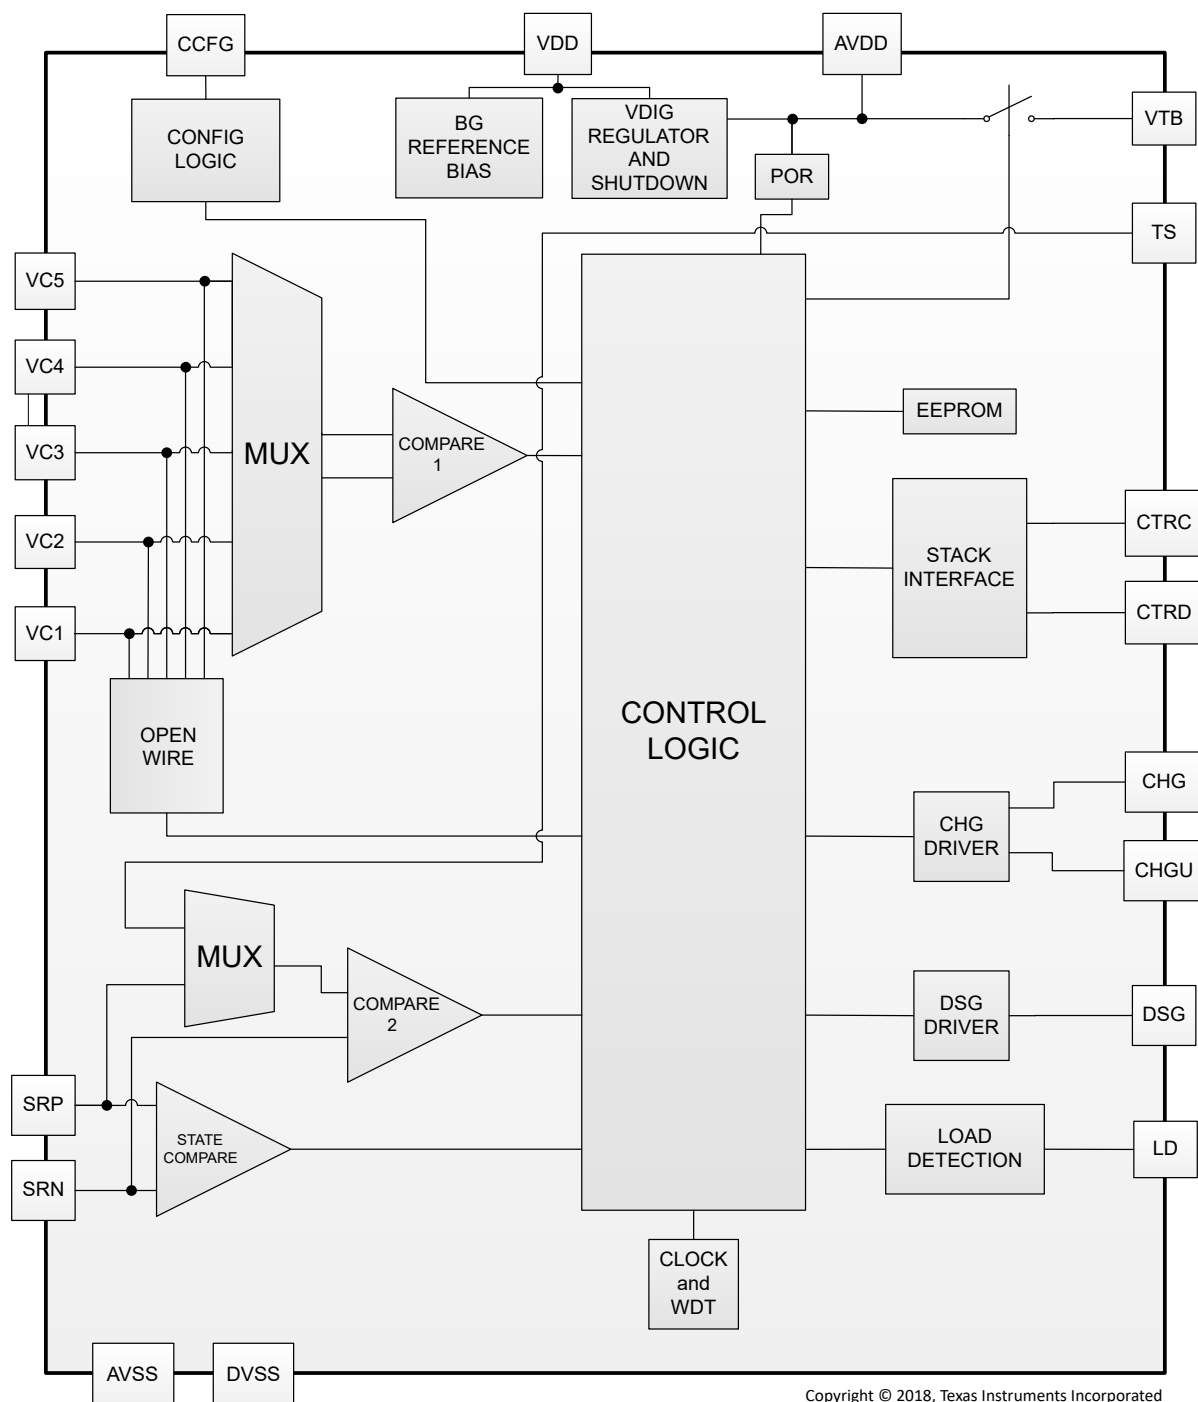 CCFG
VDD
AVDD
CONFIG
LOGIC
BG
REFERENCE
BIAS
VDIG
REGULATOR
AND
SHUTDOWN
POR
VTB
TS
VC5
VC4
VC3
VC2
VC1
MUX
COMPARE
1
EEPROM
STACK
INTERFACE
CTRC
CTRD
OPEN
WIRE
CONTROL
LOGIC
CHG
DRIVER
CHG
CHGU
MUX
COMPARE
2
DSG
DRIVER
DSG
SRP
SRN
STATE
COMPARE
LOAD
DETECTION
LD
CLOCK
and
WDT
AVSS
DVSS
Copyright © 2018, Texas Instruments Incorporated